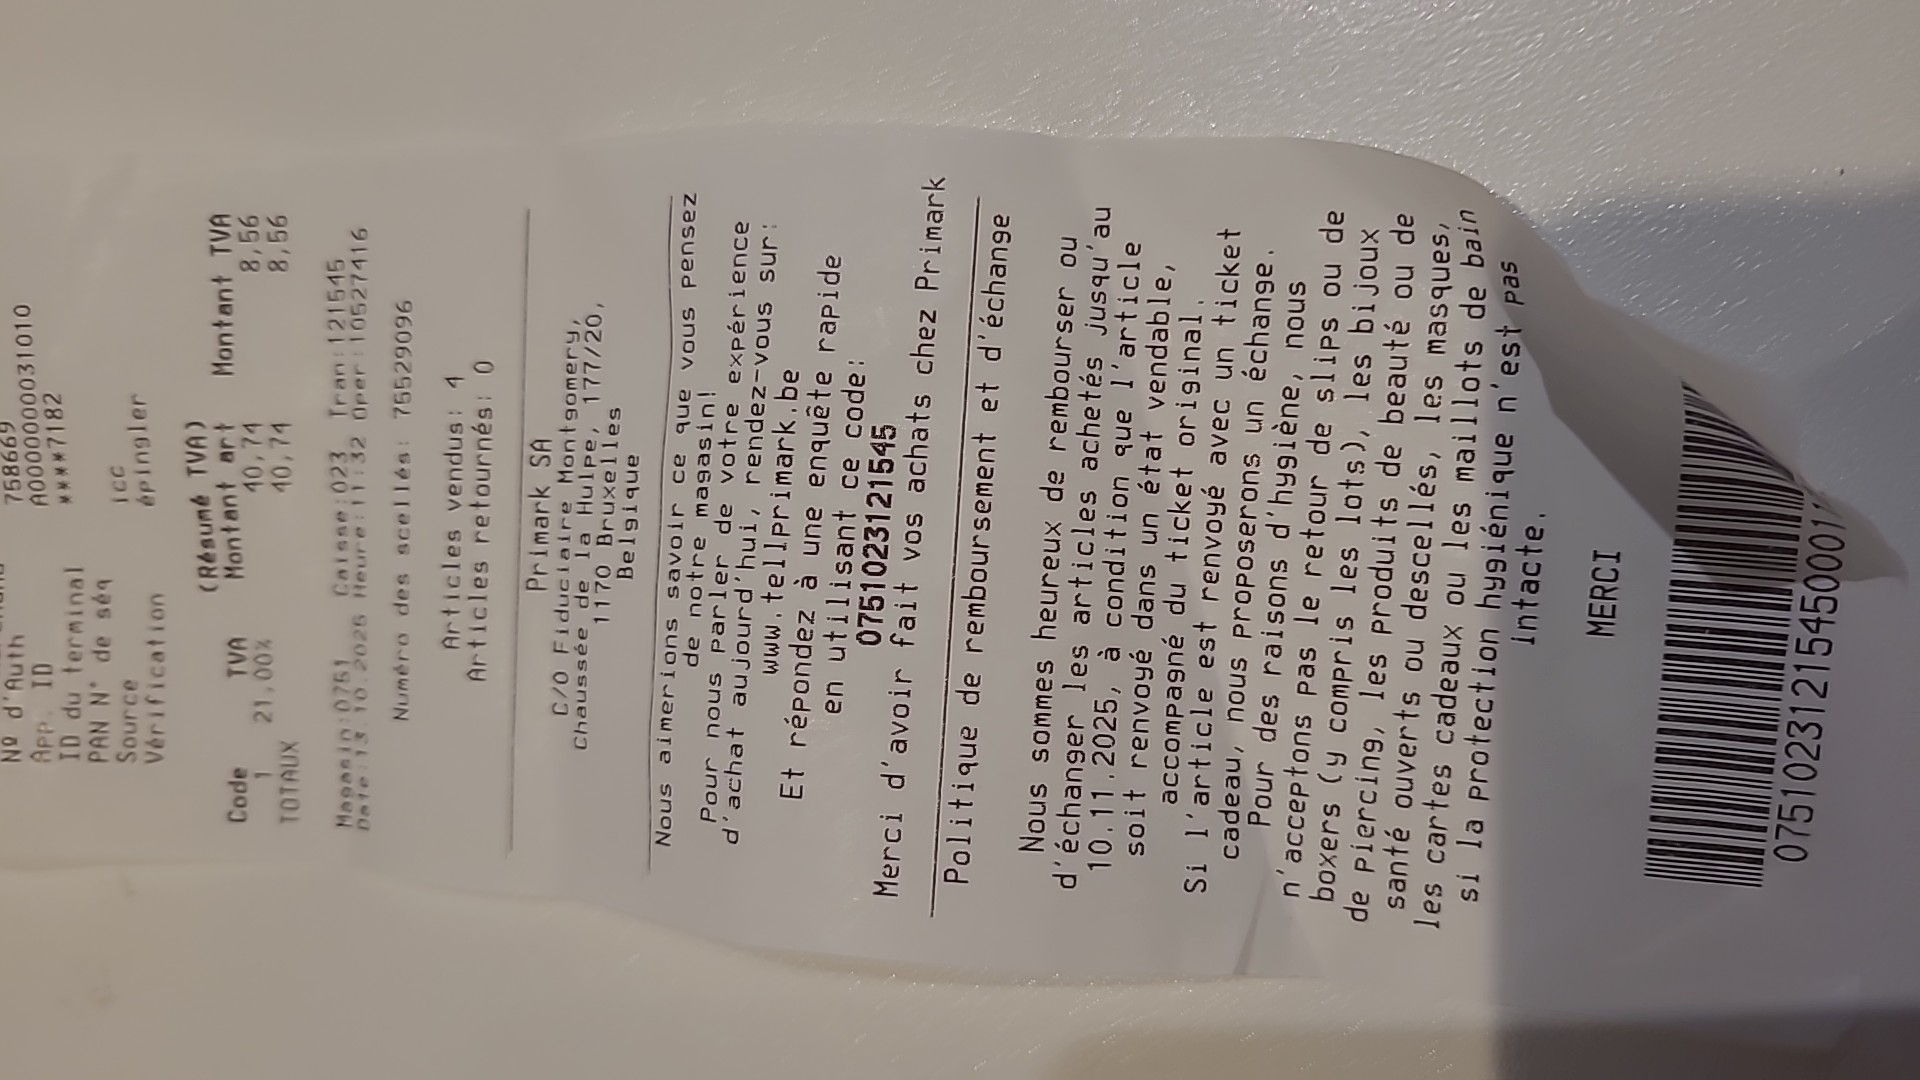 Nº d'Auth 758669
App. ID A0000000031010
ID du terminal ****7182
PAN N° de séq
Source ICC
Vérification épingler
(Résumé TVA)
Code TVA Montant art Montant TVA
1 21,00% 40,74 8,56
TOTAUX 40,74 8,56
Magasin:0751 Caisse:023 Tran:121545
Date:13.10.2025 Heure:11:32 Oper:10527416
Numéro des scellés: 75529096
Articles vendus: 4
Articles retournés: 0
Primark SA
C/O Fiduciaire Montgomery,
Chaussée de la Hulpe, 177/20,
1170 Bruxelles
Belgique
Nous aimerions savoir ce que vous pensez
de notre magasin!
Pour nous parler de votre expérience
d'achat aujourd'hui, rendez-vous sur:
www.tellprimark.be
Et répondez à une enquête rapide
en utilisant ce code:
0751023121545
Merci d'avoir fait vos achats chez Primark
Politique de remboursement et d'échange
Nous sommes heureux de rembourser ou
d'échanger les articles achetés jusqu'au
10.11.2025, à condition que l'article
soit renvoyé dans un état vendable,
accompagné du ticket original.
Si l'article est renvoyé avec un ticket
cadeau, nous proposerons un échange.
Pour des raisons d'hygiène, nous
n'acceptons pas le retour de slips ou de
boxers (y compris les lots), les bijoux
de Piercing, les produits de beauté ou de
santé ouverts ou descellés, les masques,
les cartes cadeaux ou les maillots de bain
si la protection hygiénique n'est pas
intacte.
MERCI